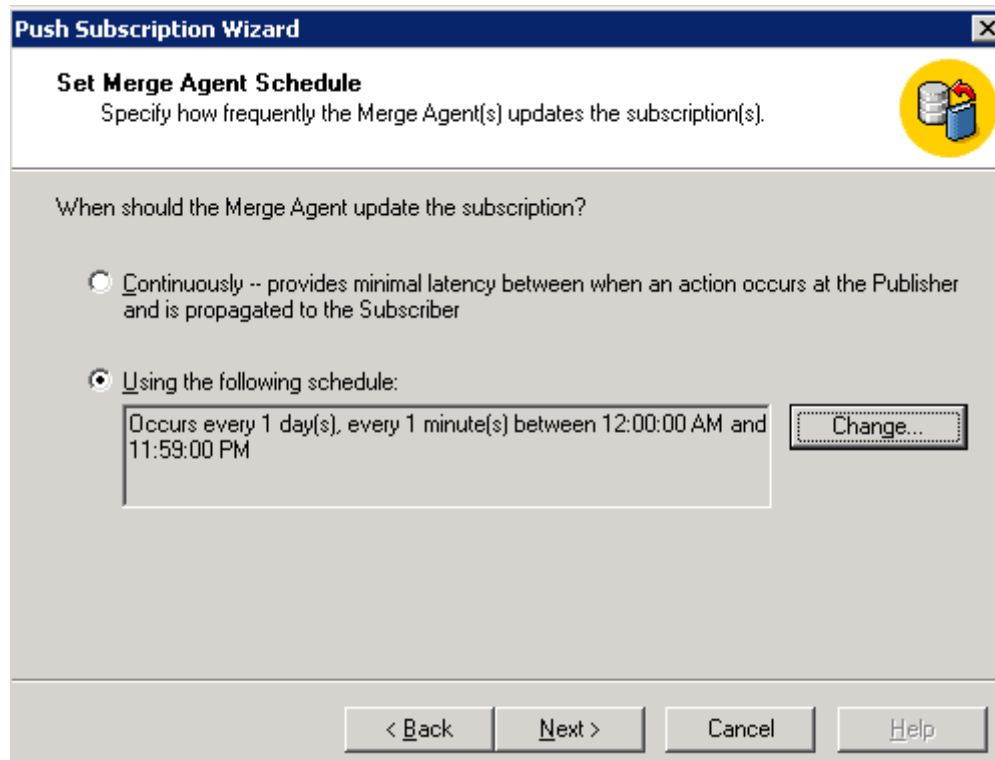 Push Subscription Wizard
Set Merge Agent Schedule
Specify how frequently the Merge Agent(s) updates the subscription(s).
When should the Merge Agent update the subscription?
Continuously -- provides minimal latency between when an action occurs at the Publisher
and is propagated to the Subscriber
Using the following schedule:
Occurs every 1 day(s), every 1 minute(s) between 12:00:00 AM and
11:59:00 PM
Change...
< Back
Next >
Cancel
Help